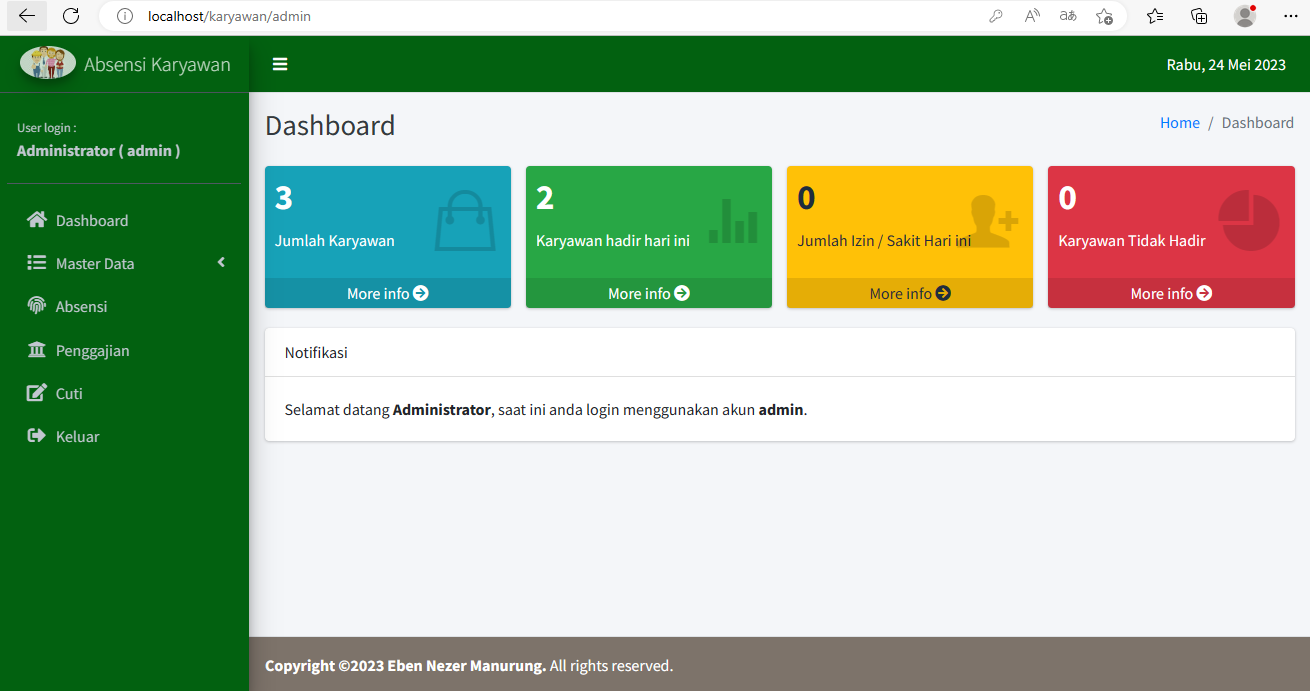 localhost/karyawan/admin
Absensi Karyawan
Rabu, 24 Mei 2023
User login :
Administrator ( admin )
Dashboard
Master Data
Absensi
Penggajian
Cuti
Keluar
Dashboard
Home / Dashboard
3
Jumlah Karyawan
More info
2
Karyawan hadir hari ini
More info
0
Jumlah Izin / Sakit Hari ini
More info
0
Karyawan Tidak Hadir
More info
Notifikasi
Selamat datang Administrator, saat ini anda login menggunakan akun admin.
Copyright ©2023 Eben Nezer Manurung. All rights reserved.